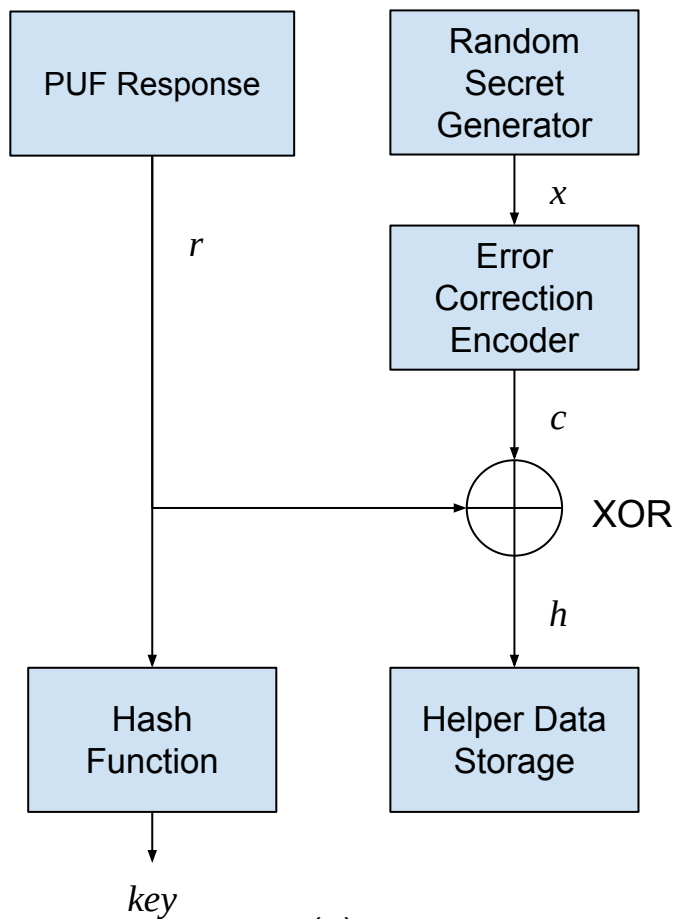 PUF Response
Random
Secret
Generator
x
r
Error
Correction
Encoder
c
XOR
h
Hash
Function
Helper Data
Storage
key